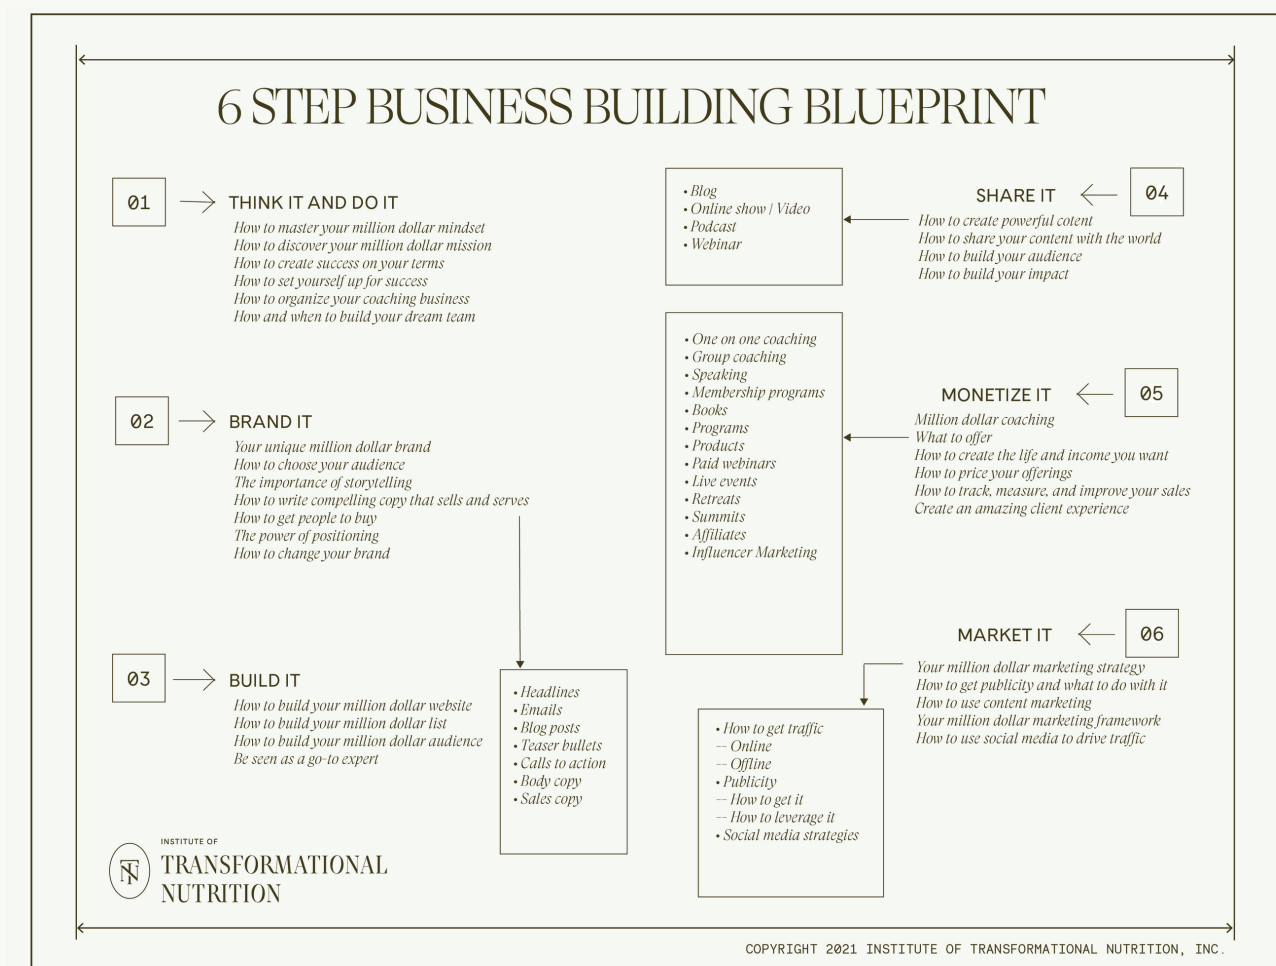 6 STEP BUSINESS BUILDING BLUEPRINT
01
THINK IT AND DO IT
How to master your million dollar mindset
How to discover your million dollar mission
How to create success on your terms
How to set yourself up for success
How to organize your coaching business
How and when to build your dream team
02
BRAND IT
Your unique million dollar brand
How to choose your audience
The importance of storytelling
How to write compelling copy that sells and serves
How to get people to buy
The power of positioning
How to change your brand
• Headlines
• Emails
• Blog posts
• Teaser bullets
• Calls to action
• Body copy
• Sales copy
03
BUILD IT
How to build your million dollar website
How to build your million dollar list
How to build your million dollar audience
Be seen as a go-to expert
04
SHARE IT
How to create powerful cotent
How to share your content with the world
How to build your audience
How to build your impact
• Blog
• Online show | Video
• Podcast
• Webinar
05
MONETIZE IT
Million dollar coaching
What to offer
How to create the life and income you want
How to price your offerings
How to track, measure, and improve your sales
Create an amazing client experience
• One on one coaching
• Group coaching
• Speaking
• Membership programs
• Books
• Programs
• Products
• Paid webinars
• Live events
• Retreats
• Summits
• Affiliates
• Influencer Marketing
06
MARKET IT
Your million dollar marketing strategy
How to get publicity and what to do with it
How to use content marketing
Your million dollar marketing framework
How to use social media to drive traffic
• How to get traffic
-- Online
-- Offline
• Publicity
-- How to get it
-- How to leverage it
• Social media strategies
INSTITUTE OF
TRANSFORMATIONAL
NUTRITION
COPYRIGHT 2021 INSTITUTE OF TRANSFORMATIONAL NUTRITION, INC.